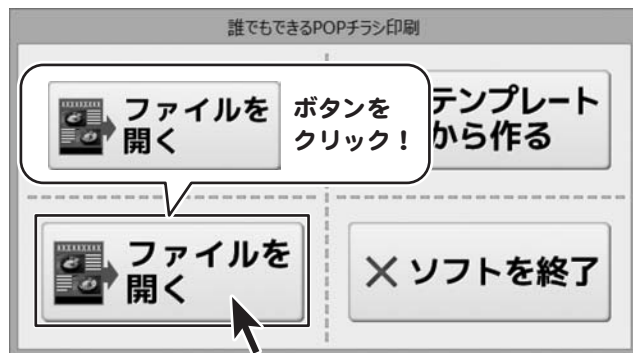 誰でもできるPOPチラシ印刷
ファイルを
開く
ボタンを
クリック！
テンプレート
から作る
ファイルを
開く
ソフトを終了